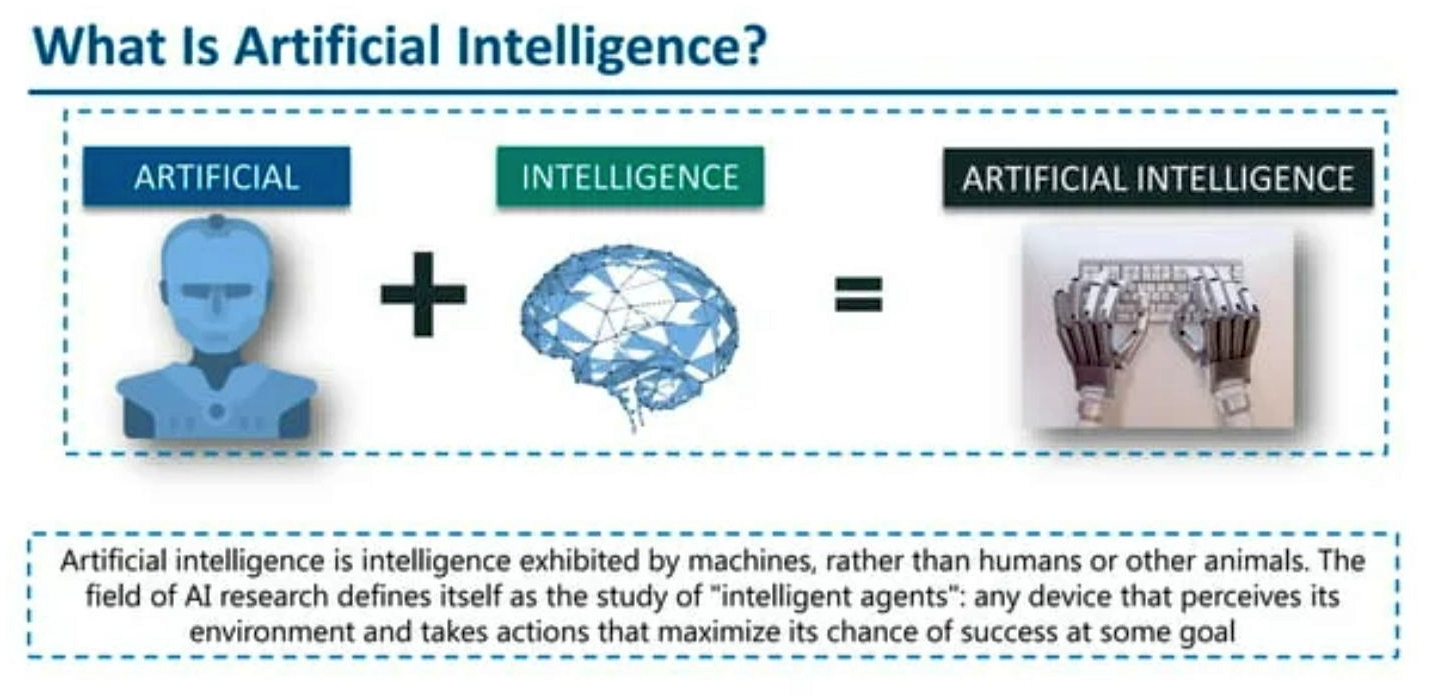 What Is Artificial Intelligence?
ARTIFICIAL
INTELLIGENCE
ARTIFICIAL INTELLIGENCE
Artificial intelligence is intelligence exhibited by machines, rather than humans or other animals. The
field of AI research defines itself as the study of "intelligent agents": any device that perceives its
environment and takes actions that maximize its chance of success at some goal